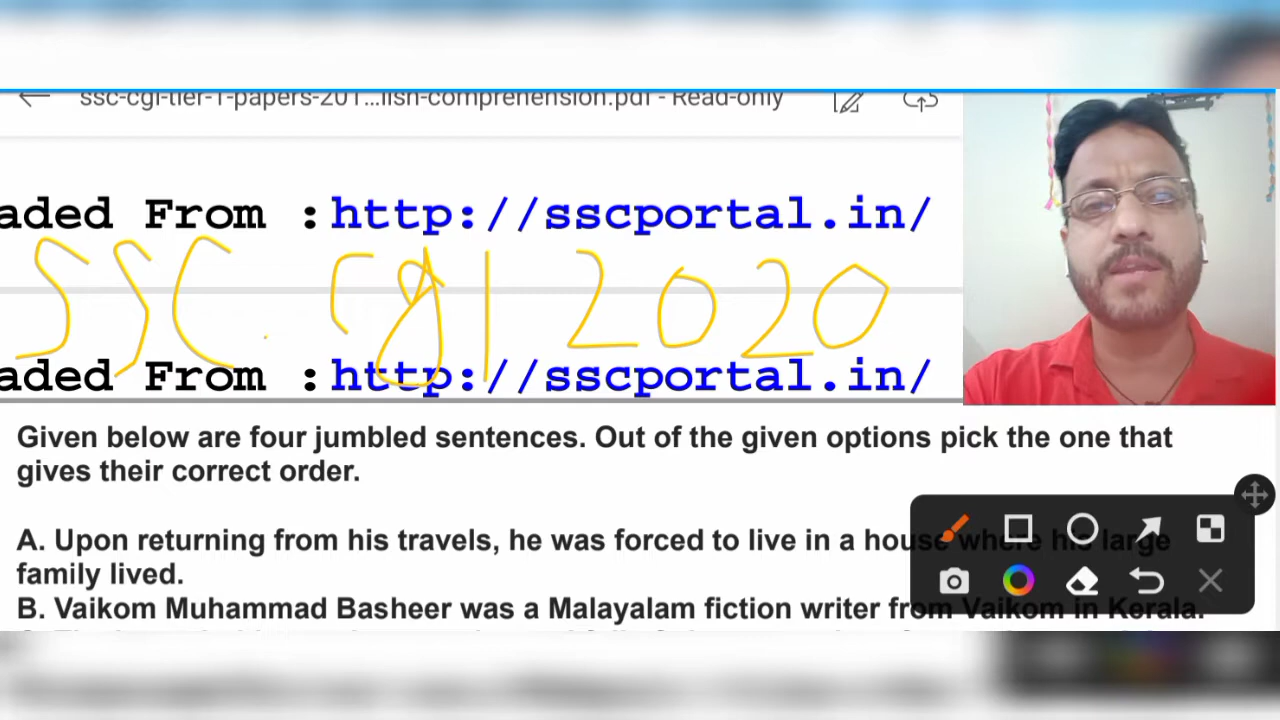 ssc-cgl-tier-1-papers-201...lish-comprehension.pdf - Read-only
aded From : http://sscportal.in/
SSC. Cgl 2020
aded From : http://sscportal.in/
Given below are four jumbled sentences. Out of the given options pick the one that
gives their correct order.
A. Upon returning from his travels, he was forced to live in a house where his large
family lived.
B. Vaikom Muhammad Basheer was a Malayalam fiction writer from Vaikom in Kerala.